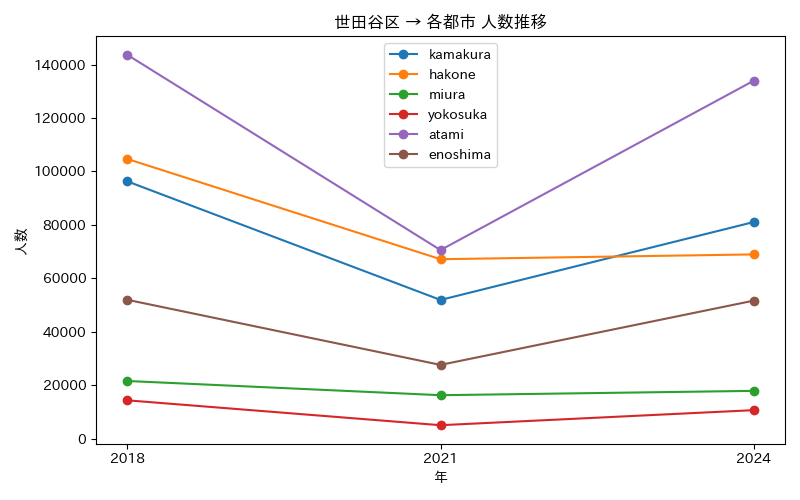 世田谷区 → 各都市 人数推移
kamakura
hakone
miura
yokosuka
atami
enoshima
人数
140000
120000
100000
80000
60000
40000
20000
0
2018 2021 2024
年